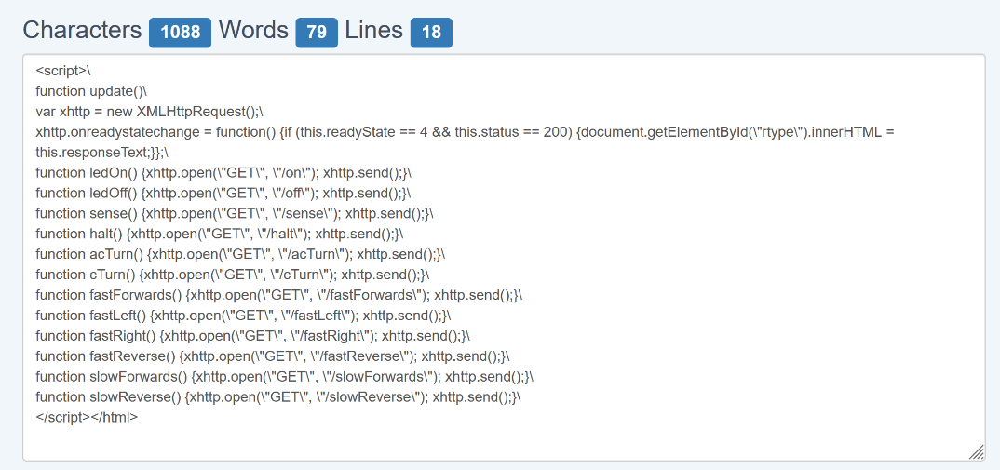 Characters 1088 Words 79 Lines 18
<script>\
function update()\
var xhttp = new XMLHttpRequest();\
xhttp.onreadystatechange = function() {if (this.readyState == 4 && this.status == 200) {document.getElementById(\"rtype\").innerHTML =
this.responseText;}};\
function ledOn() {xhttp.open(\"GET\", \"/on\"); xhttp.send();}\
function ledOff() {xhttp.open(\"GET\", \"/off\"); xhttp.send();}\
function sense() {xhttp.open(\"GET\", \"/sense\"); xhttp.send();}\
function halt() {xhttp.open(\"GET\", \"/halt\"); xhttp.send();}\
function acTurn() {xhttp.open(\"GET\", \"/acTurn\"); xhttp.send();}\
function cTurn() {xhttp.open(\"GET\", \"/cTurn\"); xhttp.send();}\
function fastForwards() {xhttp.open(\"GET\", \"/fastForwards\"); xhttp.send();}\
function fastLeft() {xhttp.open(\"GET\", \"/fastLeft\"); xhttp.send();}\
function fastRight() {xhttp.open(\"GET\", \"/fastRight\"); xhttp.send();}\
function fastReverse() {xhttp.open(\"GET\", \"/fastReverse\"); xhttp.send();}\
function slowForwards() {xhttp.open(\"GET\", \"/slowForwards\"); xhttp.send();}\
function slowReverse() {xhttp.open(\"GET\", \"/slowReverse\"); xhttp.send();}\
</script></html>